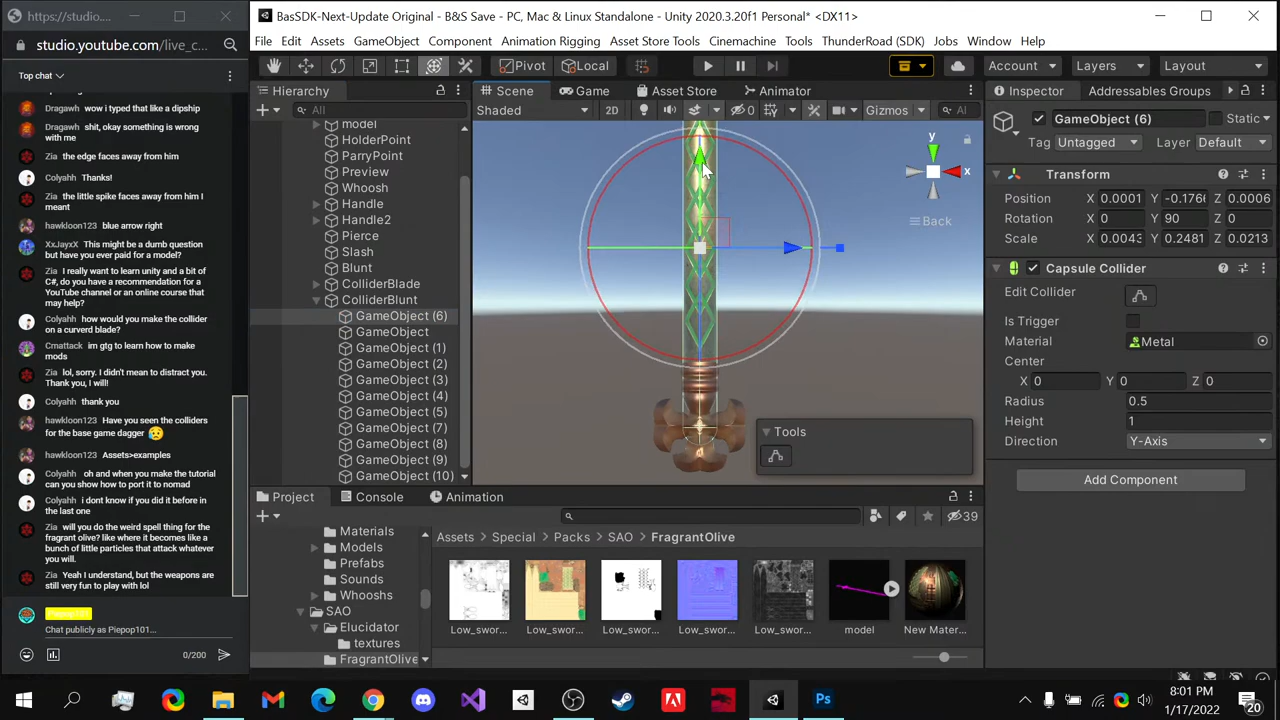 https://studio.youtube....
studio.youtube.com/live_c...
Top chat
Dragawh wow i typed that like a dipship
Dragawh shit, okay something is wrong
with me
Zia the edge faces away from him
Colyahh Thanks!
Zia the little spike faces away from him I
meant
hawkloon123 blue arrow right
XxJayxX This might be a dumb question
but have you ever paid for a model?
Zia I really want to learn unity and a bit of
C#, do you have a recommendation for a
YouTube channel or an online course that
may help?
Colyahh how would you make the collider
on a curverd blade?
Cmattack im gtg to learn how to make
mods
Zia lol, sorry. I didn't mean to distract you.
Thank you, I will!
Colyahh thank you
hawkloon123 Have you seen the colliders
for the base game dagger
hawkloon123 Assets>examples
Colyahh oh and when you make the tutorial
can you show how to port it to nomad
Colyahh i dont know if you did it before in
the last one
Zia will you do the weird spell thing for the
fragrant olive? like where it becomes like a
bunch of little particles that attack whatever
you will.
Zia Yeah I understand, but the weapons are
still very fun to play with lol
Piepop101
Chat publicly as Piepop101...
0/200
BasSDK-Next-Update Original - B&S Save - PC, Mac & Linux Standalone - Unity 2020.3.20f1 Personal* <DX11>
File Edit Assets GameObject Component Animation Rigging Asset Store Tools Cinemachine Tools ThunderRoad (SDK) Jobs Window Help
Pivot Local Account Layers Layout
Hierarchy
All
model
HolderPoint
ParryPoint
Preview
Whoosh
Handle
Handle2
Pierce
Slash
Blunt
ColliderBlade
ColliderBlunt
GameObject (6)
GameObject
GameObject (1)
GameObject (2)
GameObject (3)
GameObject (4)
GameObject (5)
GameObject (7)
GameObject (8)
GameObject (9)
GameObject (10)
Scene Game Asset Store Animator
Shaded 2D 0 Gizmos Al
y
x
Back
Tools
Inspector Addressables Groups
GameObject (6) Static
Tag Untagged Layer Default
Transform
Position X 0.0001 Y -0.176 Z 0.0006
Rotation X 0 Y 90 Z 0
Scale X 0.0043 Y 0.2481 Z 0.0213
Capsule Collider
Edit Collider
Is Trigger
Material Metal
Center
X 0 Y 0 Z 0
Radius 0.5
Height 1
Direction Y-Axis
Add Component
Project Console Animation
39
Materials
Models
Prefabs
Sounds
Whooshs
SAO
Elucidator
textures
FragrantOlive
Assets Special Packs SAO FragrantOlive
Low_swor... Low_swor... Low_swor... Low_swor... Low_swor... model New Mater...
Ps
8:01 PM
1/17/2022
20